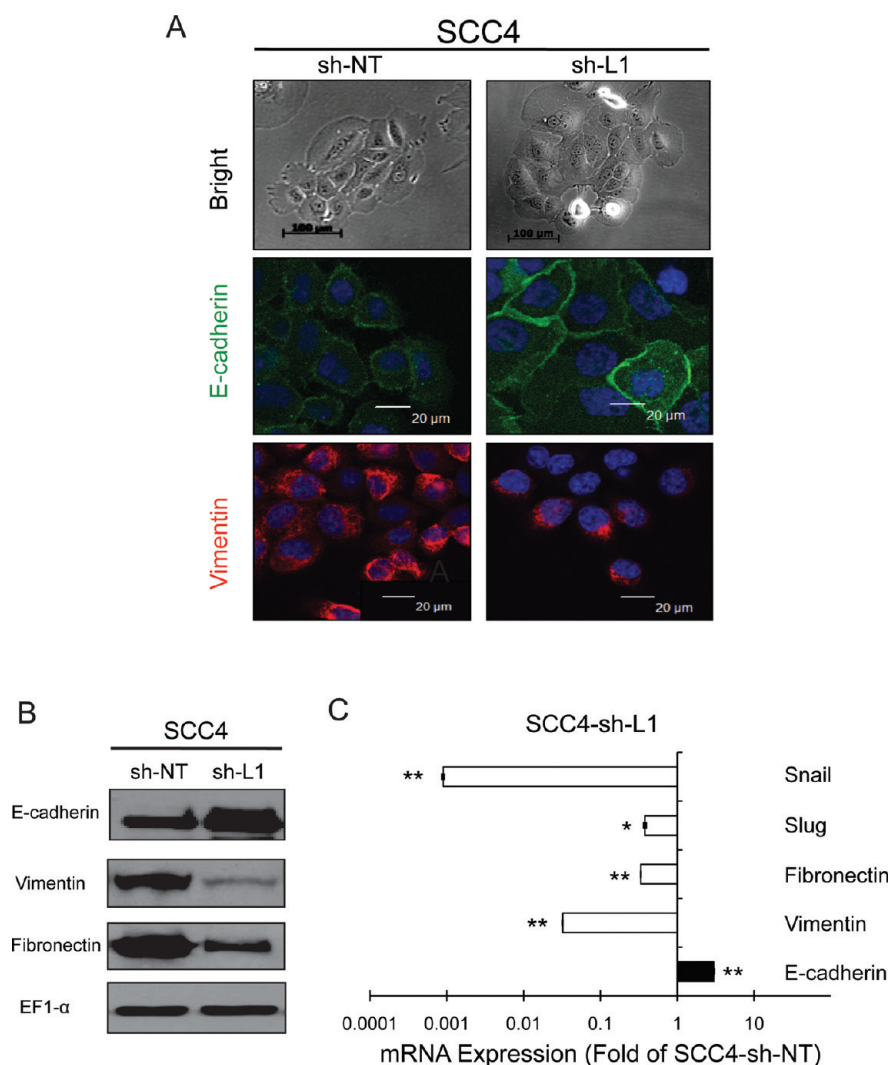 A
SCC4
sh-NT sh-L1
Bright
100 µm 100 µm
E-cadherin
20 µm 20 µm
Vimentin
A
20 µm 20 µm
B
SCC4
sh-NT sh-L1
E-cadherin
Vimentin
Fibronectin
EF1-α
C
SCC4-sh-L1
** Snail
* Slug
** Fibronectin
** Vimentin
** E-cadherin
0.0001 0.001 0.01 0.1 1 10
mRNA Expression (Fold of SCC4-sh-NT)